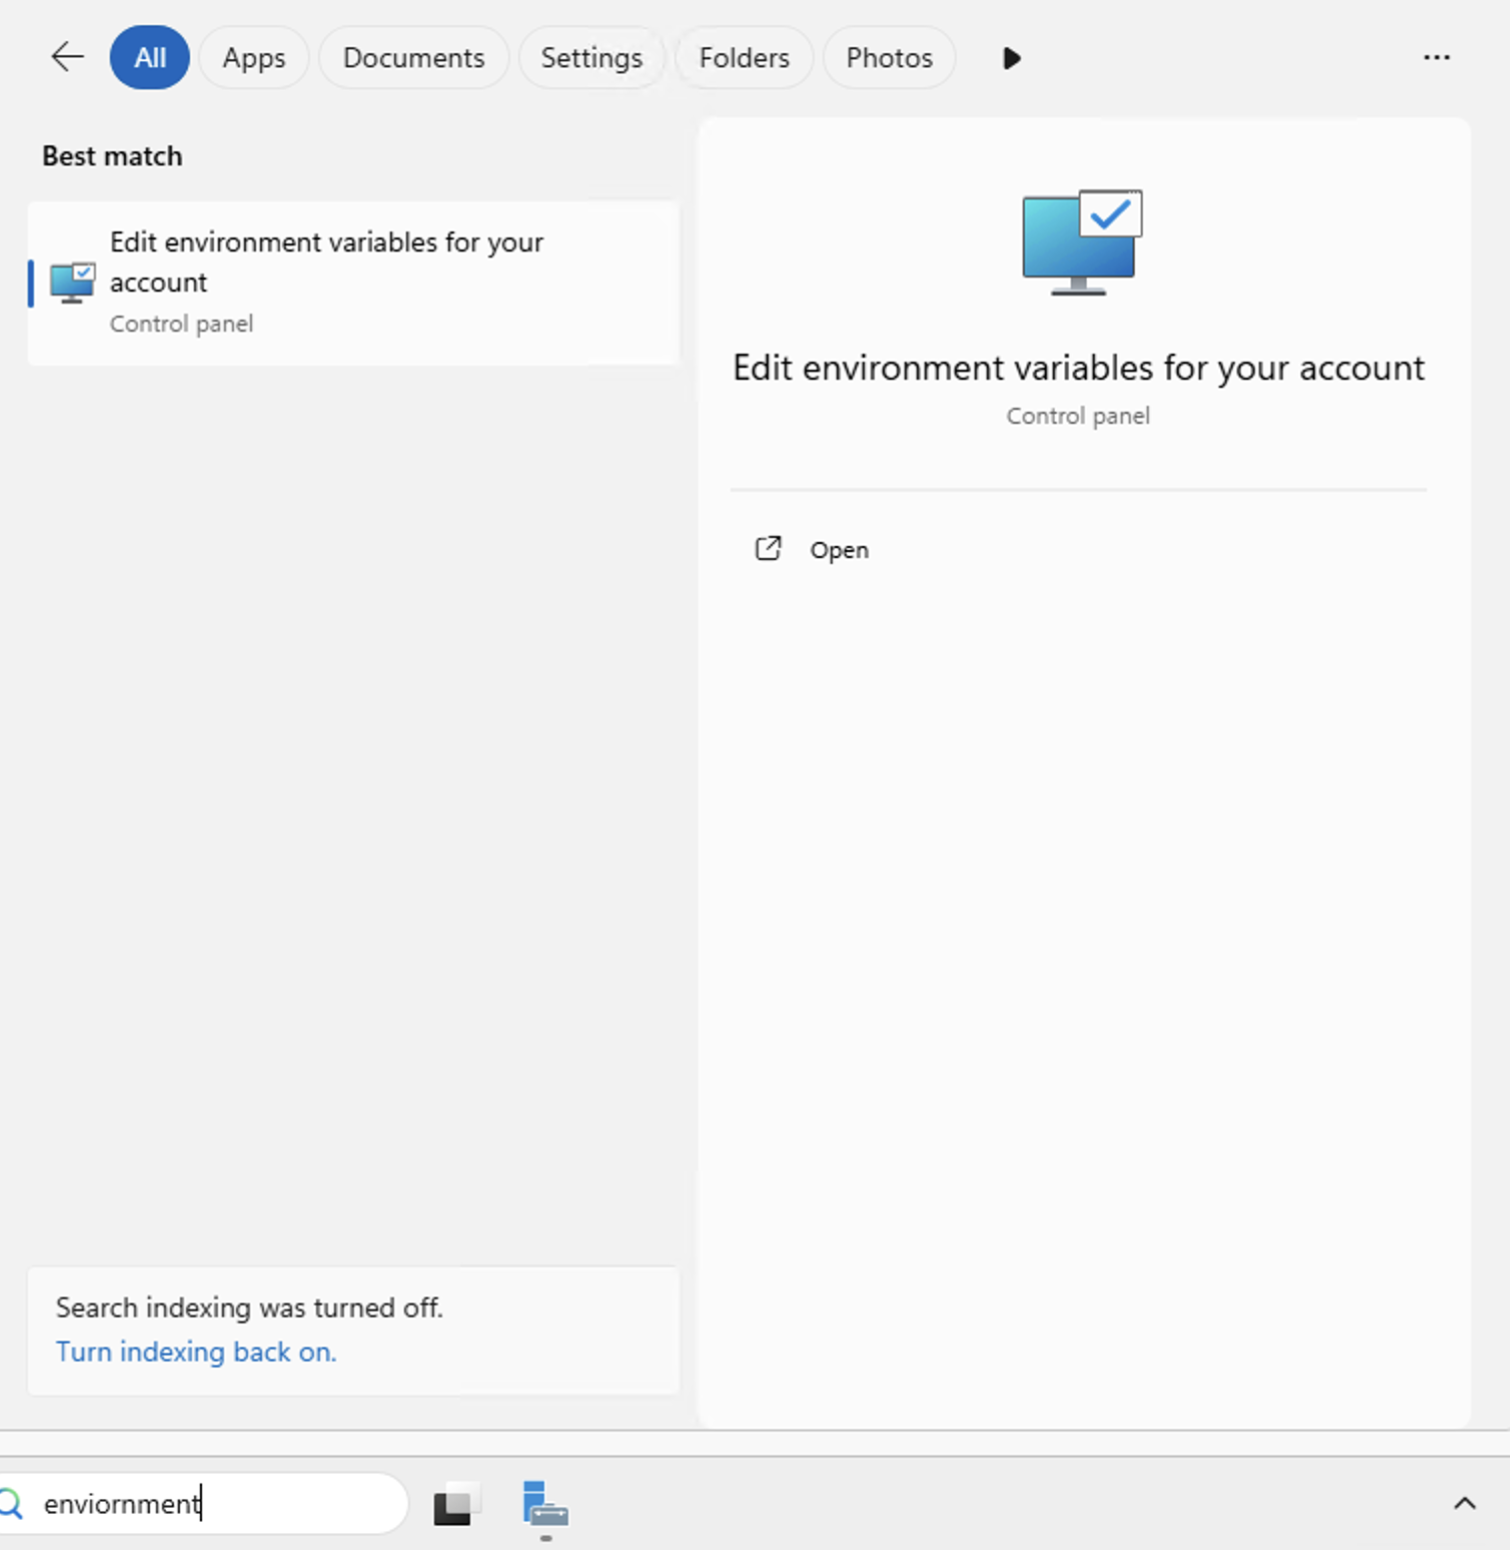 All
Apps
Documents
Settings
Folders
Photos
Best match
Edit environment variables for your
account
Control panel
Edit environment variables for your account
Control panel
Open
Search indexing was turned off.
Turn indexing back on.
enviornment